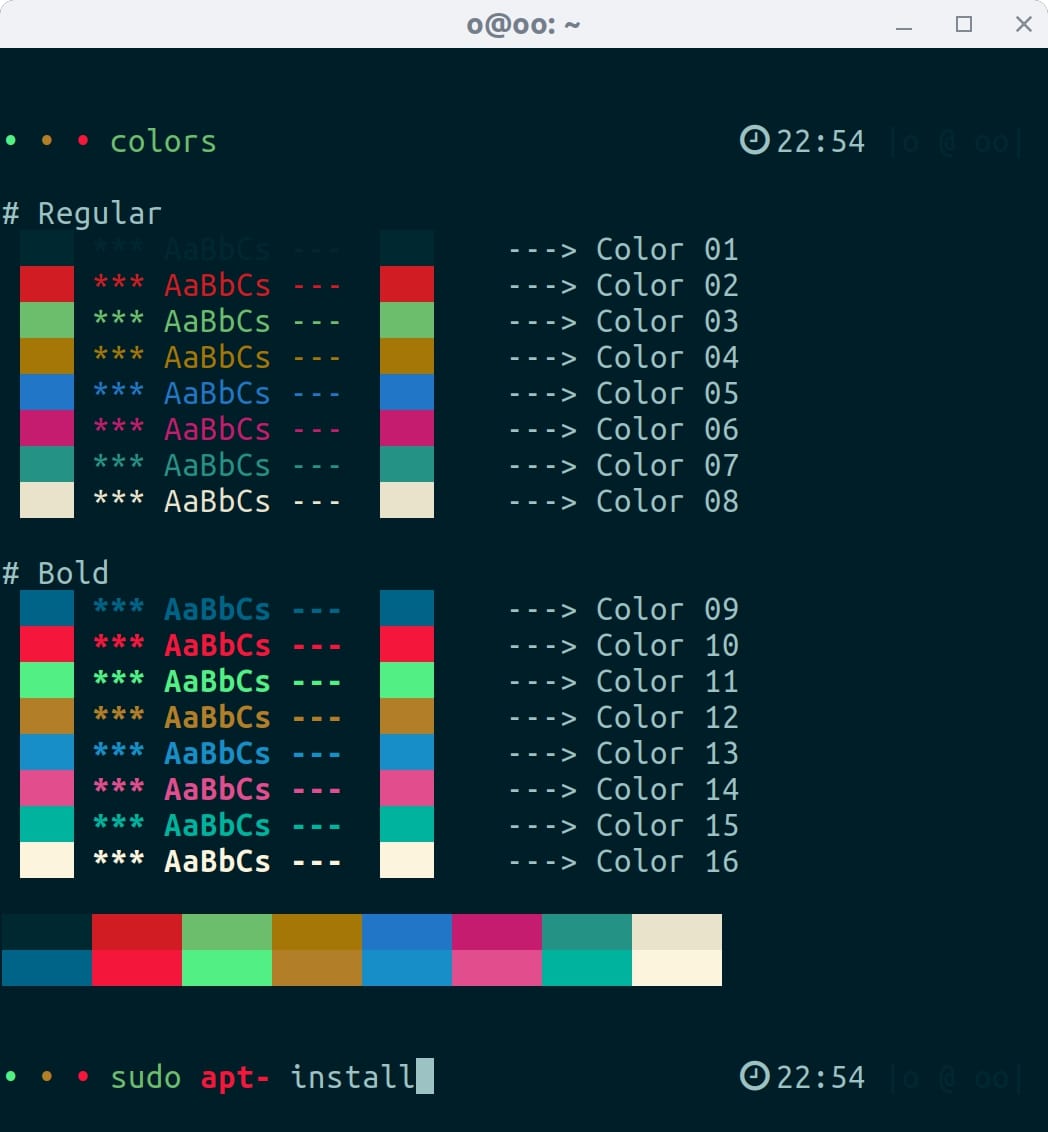 o@oo: ~
• • • colors 22:54 |o @ oo|
# Regular
*** AaBbCs --- ---> Color 01
*** AaBbCs --- ---> Color 02
*** AaBbCs --- ---> Color 03
*** AaBbCs --- ---> Color 04
*** AaBbCs --- ---> Color 05
*** AaBbCs --- ---> Color 06
*** AaBbCs --- ---> Color 07
*** AaBbCs --- ---> Color 08
# Bold
*** AaBbCs --- ---> Color 09
*** AaBbCs --- ---> Color 10
*** AaBbCs --- ---> Color 11
*** AaBbCs --- ---> Color 12
*** AaBbCs --- ---> Color 13
*** AaBbCs --- ---> Color 14
*** AaBbCs --- ---> Color 15
*** AaBbCs --- ---> Color 16
• • • sudo apt- install 22:54 |o @ oo|